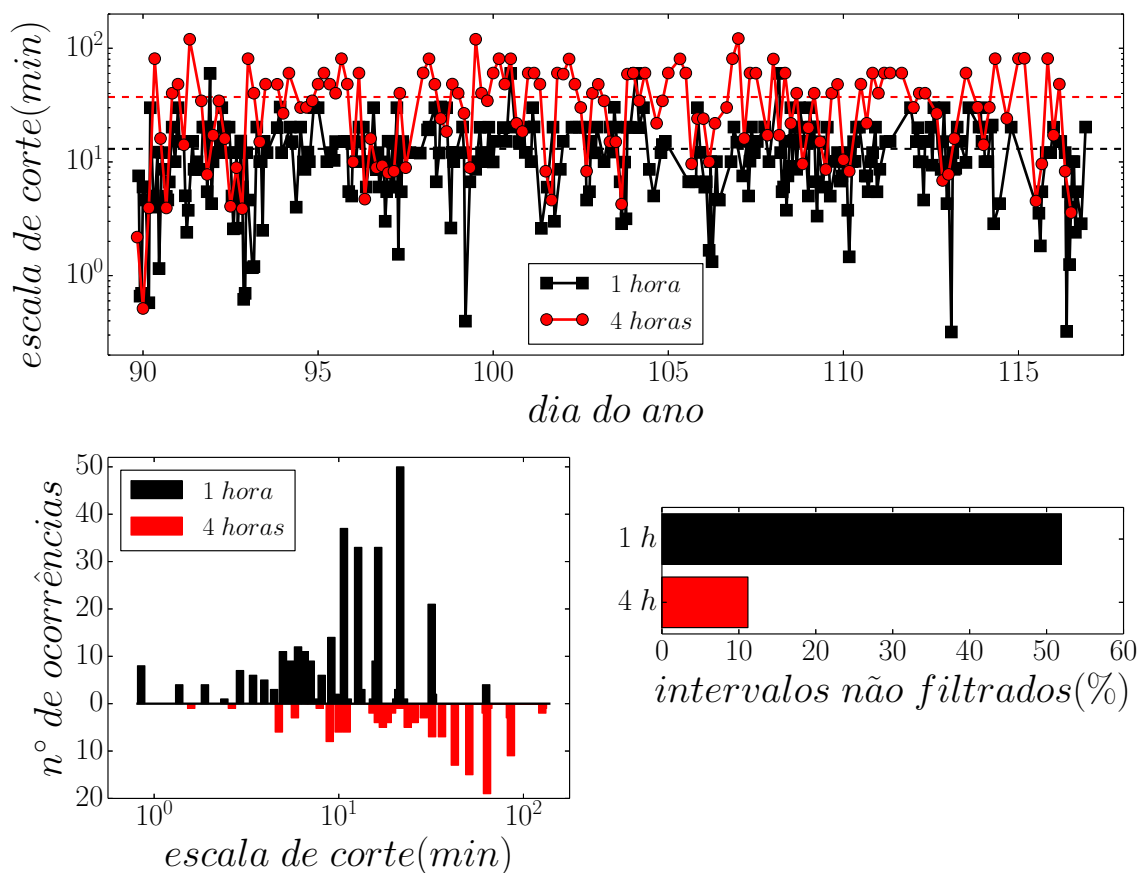 escala de corte(min)
10²
10¹
10⁰
1 hora
4 horas
90 95 100 105 110 115
dia do ano
n° de ocorrências
50
40
30
20
10
0
10
20
1 hora
4 horas
10⁰ 10¹ 10²
escala de corte(min)
1 h
4 h
0 10 20 30 40 50 60
intervalos não filtrados(%)